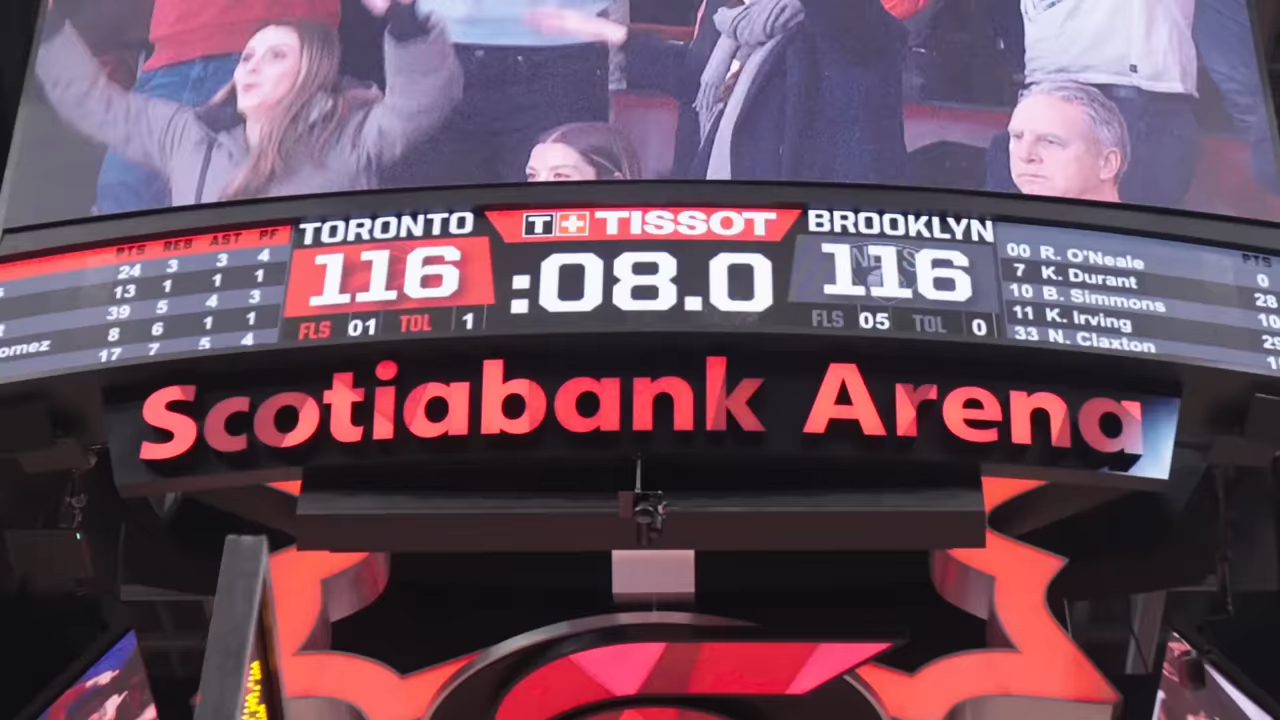 TORONTO
T+ TISSOT
BROOKLYN
PTS REB AST PF
24 3 3 4
13 1 1 1
39 5 4 3
omez 8 6 1 1
17 7 5 4
116
:08.0
116
FLS 01 TOL 1
FLS 05 TOL 0
PTS
00 R. O'Neale 0
7 K. Durant 28
10 B. Simmons 10
11 K. Irving 29
33 N. Claxton 1
NETS
Scotiabank Arena